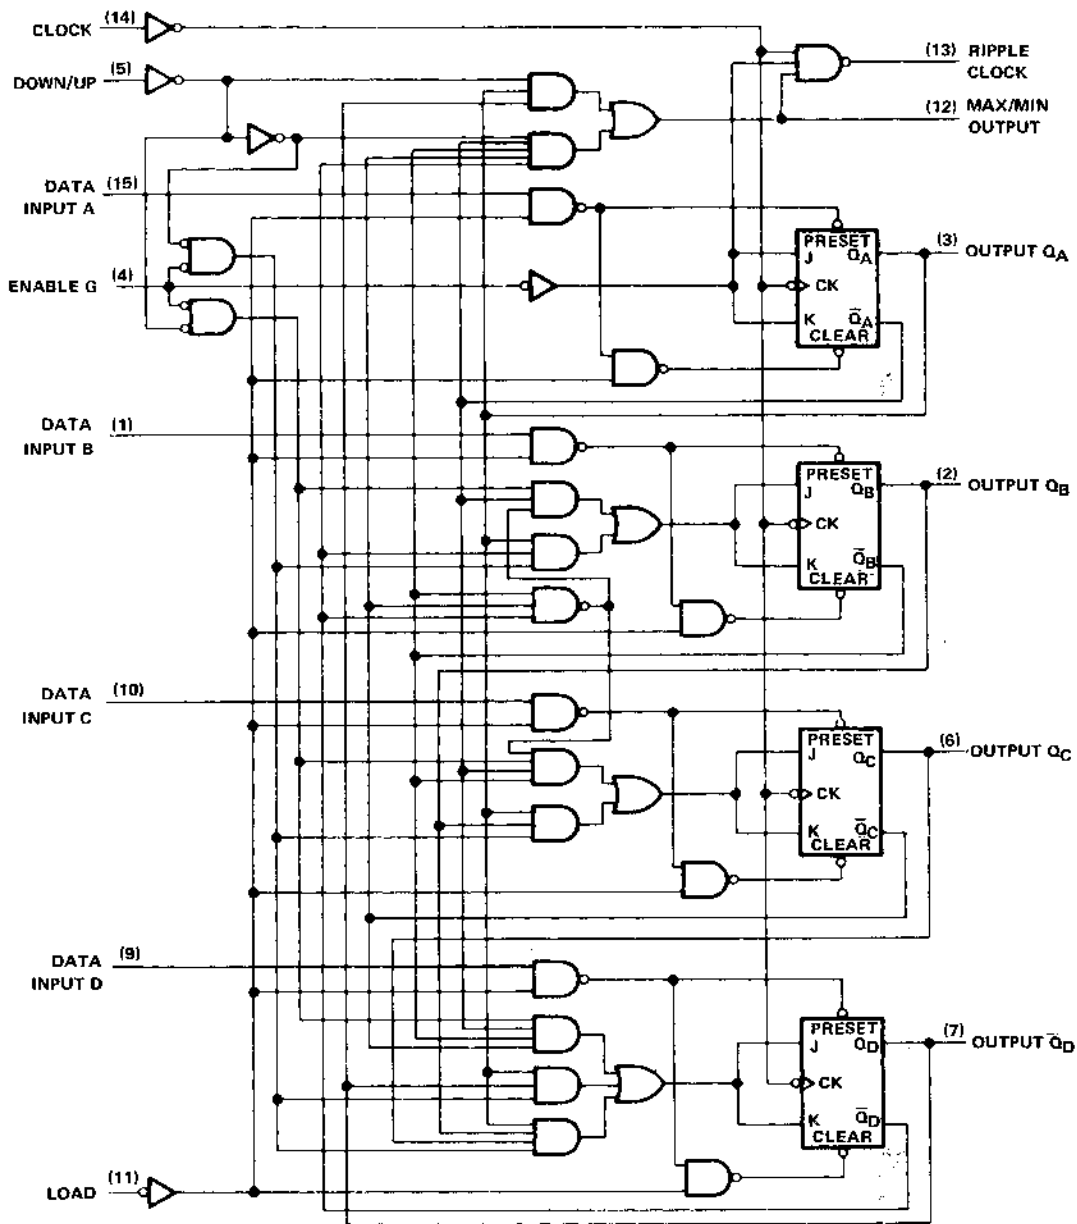 CLOCK (14)
(13) RIPPLE
CLOCK
DOWN/UP (5)
(12) MAX/MIN
OUTPUT
DATA (15)
INPUT A
PRESET
J QA
(3) OUTPUT QA
ENABLE G (4)
CK
K Q̄A
CLEAR
DATA (1)
INPUT B
PRESET
J QB
(2) OUTPUT QB
CK
K Q̄B
CLEAR
DATA (10)
INPUT C
PRESET
J QC
(6) OUTPUT QC
CK
K Q̄C
CLEAR
DATA (9)
INPUT D
PRESET
J QD
(7) OUTPUT Q̄D
CK
K Q̄D
CLEAR
LOAD (11)